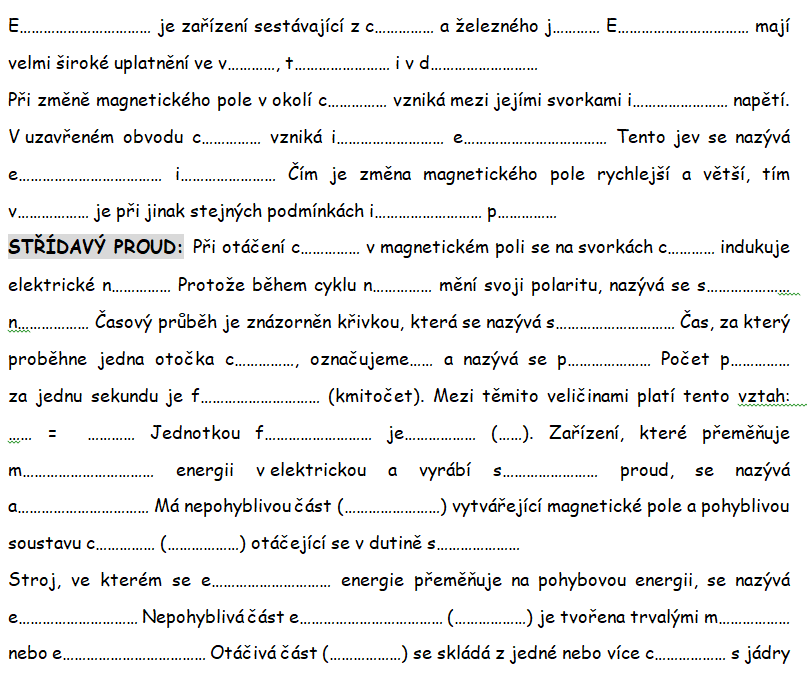 E…………………………… je zařízení sestávající z c…………… a železného j………… E…………………………… mají
velmi široké uplatnění ve v…………, t…………………… i v d………………………
Při změně magnetického pole v okolí c…………… vzniká mezi jejími svorkami i…………………… napětí.
V uzavřeném obvodu c…………… vzniká i……………………… e……………………………… Tento jev se nazývá
e……………………………… i…………………… Čím je změna magnetického pole rychlejší a větší, tím
v……………… je při jinak stejných podmínkách i……………………… p……………
STŘÍDAVÝ PROUD: Při otáčení c…………… v magnetickém poli se na svorkách c………… indukuje
elektrické n…………… Protože během cyklu n…………… mění svoji polaritu, nazývá se s…………………
n……………… Časový průběh je znázorněn křivkou, která se nazývá s………………………… Čas, za který
proběhne jedna otočka c……………, označujeme…… a nazývá se p………………… Počet p……………
za jednu sekundu je f………………………… (kmitočet). Mezi těmito veličinami platí tento vztah:
…… = ………… Jednotkou f……………………… je……………… (……). Zařízení, které přeměňuje
m…………………………… energii v elektrickou a vyrábí s…………………… proud, se nazývá
a…………………………… Má nepohyblivou část (……………………) vytvářející magnetické pole a pohyblivou
soustavu c…………… (………………) otáčející se v dutině s…………………
Stroj, ve kterém se e………………………… energie přeměňuje na pohybovou energii, se nazývá
e………………………… Nepohyblivá část e……………………………… (………………) je tvořena trvalými m………………
nebo e……………………………… Otáčivá část (………………) se skládá z jedné nebo více c……………… s jádry